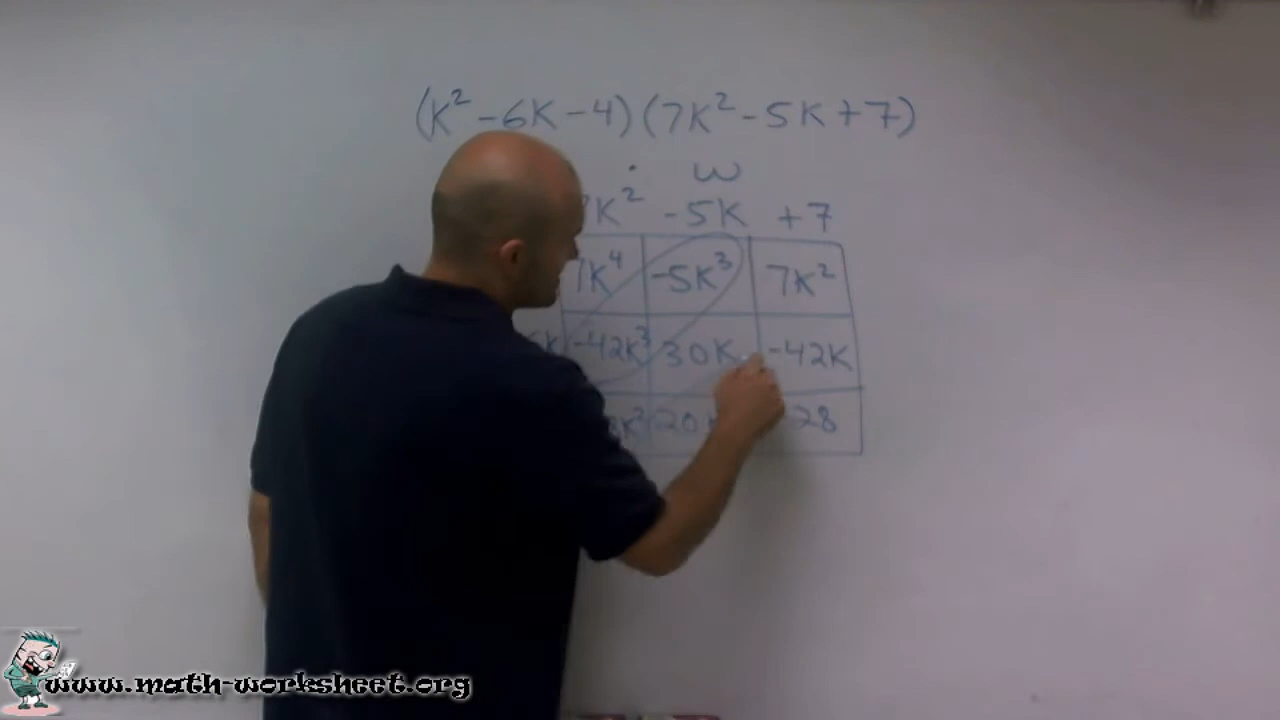 (K² - 6K - 4) (7K² - 5K + 7)
ω
7K² -5K +7
7K⁴ -5K³ 7K²
-42K³ 30K -42K
20 28
www.math-worksheet.org